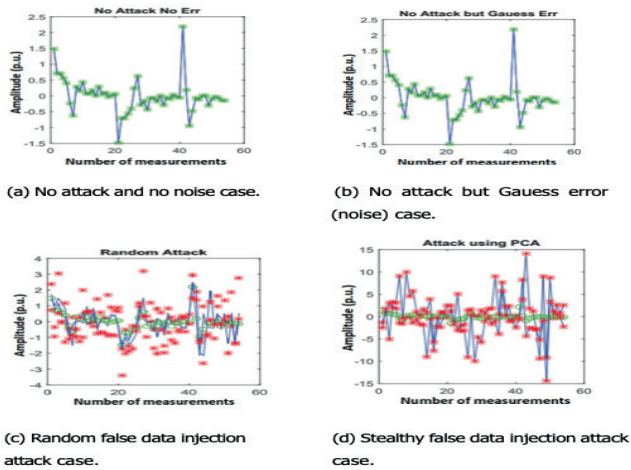 No Attack No Err
2.5
2
1.5
1
0.5
0
-0.5
-1
-1.5
0
20
40
60
Amplitude (p.u.)
Number of measurements
(a) No attack and no noise case.
No Attack but Gauess Err
2.5
2
1.5
1
0.5
0
-0.5
-1
-1.5
0
20
40
60
Amplitude (p.u.)
Number of measurements
(b) No attack but Gauess error
(noise) case.
Random Attack
4
3
2
1
0
-1
-2
-3
-4
0
20
40
60
Amplitude (p.u.)
Number of measurements
(c) Random false data injection
attack case.
Attack using PCA
15
10
5
0
-5
-10
-15
0
20
40
60
Amplitude (p.u.)
Number of measurements
(d) Stealthy false data injection attack
case.